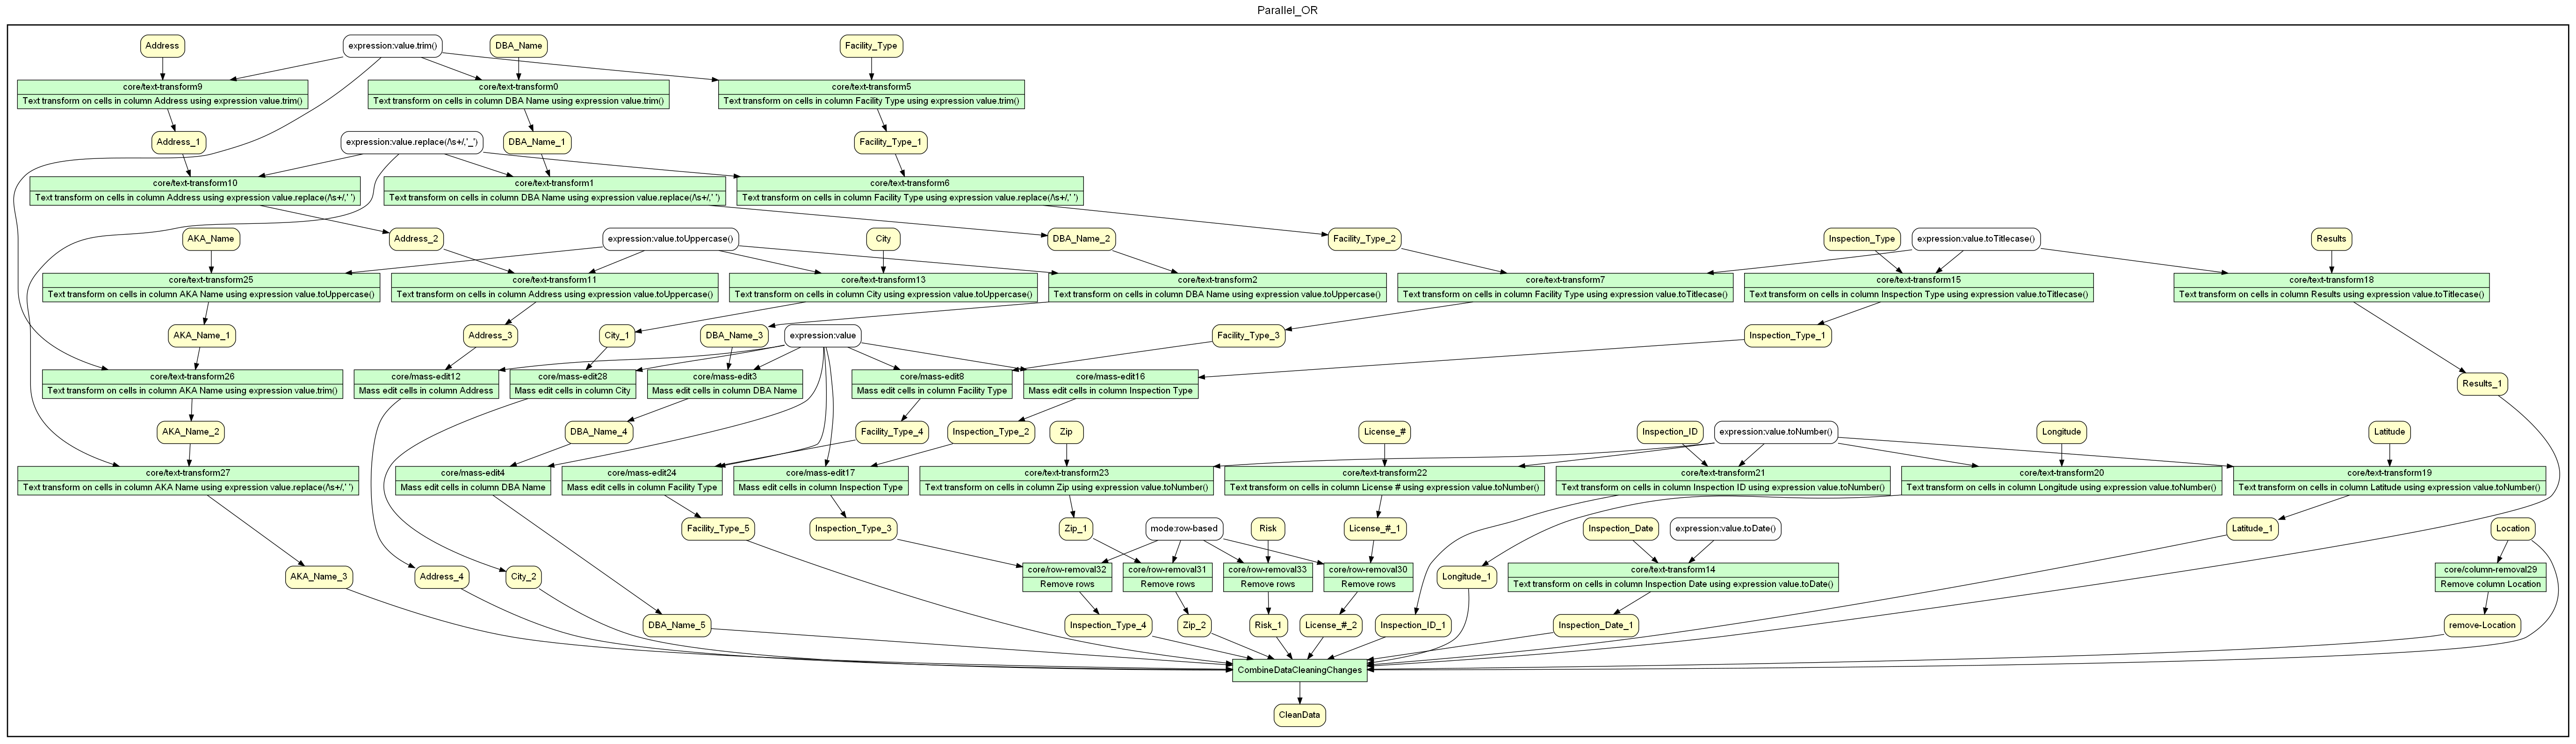 Parallel_OR
Address
expression:value.trim()
DBA_Name
Facility_Type
core/text-transform9
Text transform on cells in column Address using expression value.trim()
core/text-transform0
Text transform on cells in column DBA Name using expression value.trim()
core/text-transform5
Text transform on cells in column Facility Type using expression value.trim()
Address_1
expression:value.replace(/\s+/,'_')
DBA_Name_1
Facility_Type_1
core/text-transform10
Text transform on cells in column Address using expression value.replace(/\s+/,' ')
core/text-transform1
Text transform on cells in column DBA Name using expression value.replace(/\s+/,' ')
core/text-transform6
Text transform on cells in column Facility Type using expression value.replace(/\s+/,' ')
AKA_Name
Address_2
expression:value.toUppercase()
City
DBA_Name_2
Facility_Type_2
Inspection_Type
expression:value.toTitlecase()
Results
core/text-transform25
Text transform on cells in column AKA Name using expression value.toUppercase()
core/text-transform11
Text transform on cells in column Address using expression value.toUppercase()
core/text-transform13
Text transform on cells in column City using expression value.toUppercase()
core/text-transform2
Text transform on cells in column DBA Name using expression value.toUppercase()
core/text-transform7
Text transform on cells in column Facility Type using expression value.toTitlecase()
core/text-transform15
Text transform on cells in column Inspection Type using expression value.toTitlecase()
core/text-transform18
Text transform on cells in column Results using expression value.toTitlecase()
AKA_Name_1
Address_3
City_1
DBA_Name_3
expression:value
Facility_Type_3
Inspection_Type_1
core/text-transform26
Text transform on cells in column AKA Name using expression value.trim()
core/mass-edit12
Mass edit cells in column Address
core/mass-edit28
Mass edit cells in column City
core/mass-edit3
Mass edit cells in column DBA Name
core/mass-edit8
Mass edit cells in column Facility Type
core/mass-edit16
Mass edit cells in column Inspection Type
Results_1
AKA_Name_2
DBA_Name_4
Facility_Type_4
Inspection_Type_2
Zip
License_#
Inspection_ID
expression:value.toNumber()
Longitude
Latitude
core/text-transform27
Text transform on cells in column AKA Name using expression value.replace(/\s+/,' ')
core/mass-edit4
Mass edit cells in column DBA Name
core/mass-edit24
Mass edit cells in column Facility Type
core/mass-edit17
Mass edit cells in column Inspection Type
core/text-transform23
Text transform on cells in column Zip using expression value.toNumber()
core/text-transform22
Text transform on cells in column License # using expression value.toNumber()
core/text-transform21
Text transform on cells in column Inspection ID using expression value.toNumber()
core/text-transform20
Text transform on cells in column Longitude using expression value.toNumber()
core/text-transform19
Text transform on cells in column Latitude using expression value.toNumber()
Facility_Type_5
Inspection_Type_3
Zip_1
mode:row-based
Risk
License_#_1
Inspection_Date
expression:value.toDate()
Latitude_1
Location
AKA_Name_3
Address_4
City_2
core/row-removal32
Remove rows
core/row-removal31
Remove rows
core/row-removal33
Remove rows
core/row-removal30
Remove rows
Longitude_1
core/text-transform14
Text transform on cells in column Inspection Date using expression value.toDate()
core/column-removal29
Remove column Location
DBA_Name_5
Inspection_Type_4
Zip_2
Risk_1
License_#_2
Inspection_ID_1
Inspection_Date_1
remove-Location
CombineDataCleaningChanges
CleanData